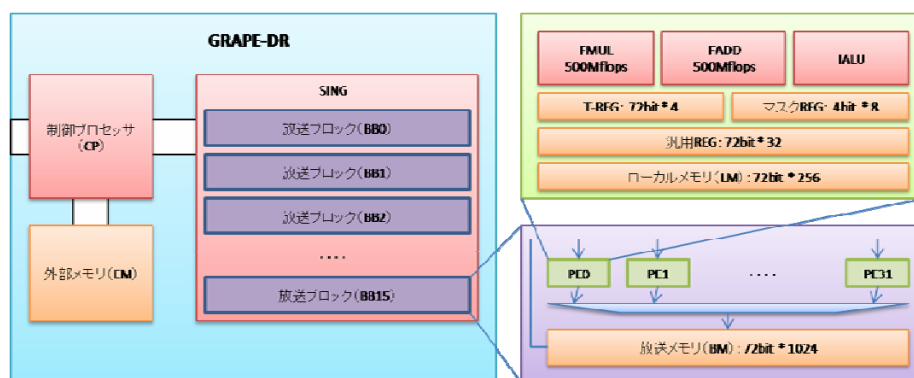 GRAPE-DR
制御プロセッサ
(CP)
外部メモリ(EM)
SING
放送ブロック(BB0)
放送ブロック(BB1)
放送ブロック(BB2)
....
放送ブロック(BB15)
FMUL
500Mflops
FADD
500Mflops
IALU
T-REG: 72bit * 4
マスクREG: 4bit * 8
汎用REG: 72bit * 32
ローカルメモリ(LM): 72bit * 256
PE0
PE1
....
PE31
放送メモリ(BM): 72bit * 1024